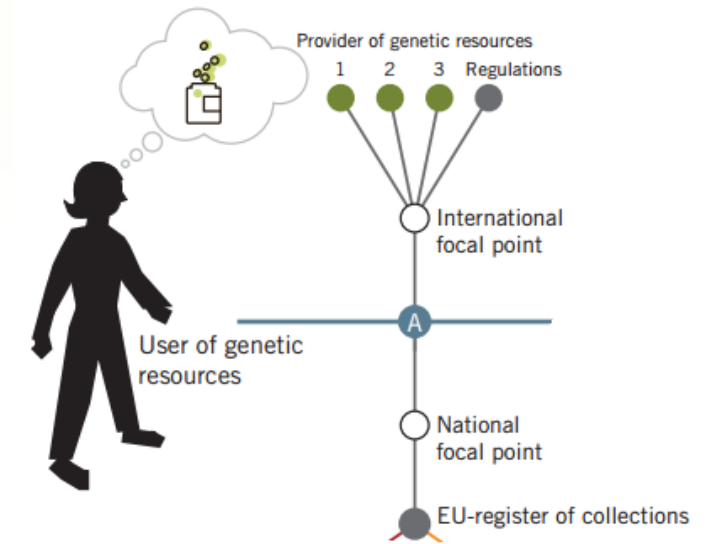 Provider of genetic resources
1 2 3 Regulations
International
focal point
A
User of genetic
resources
National
focal point
EU-register of collections